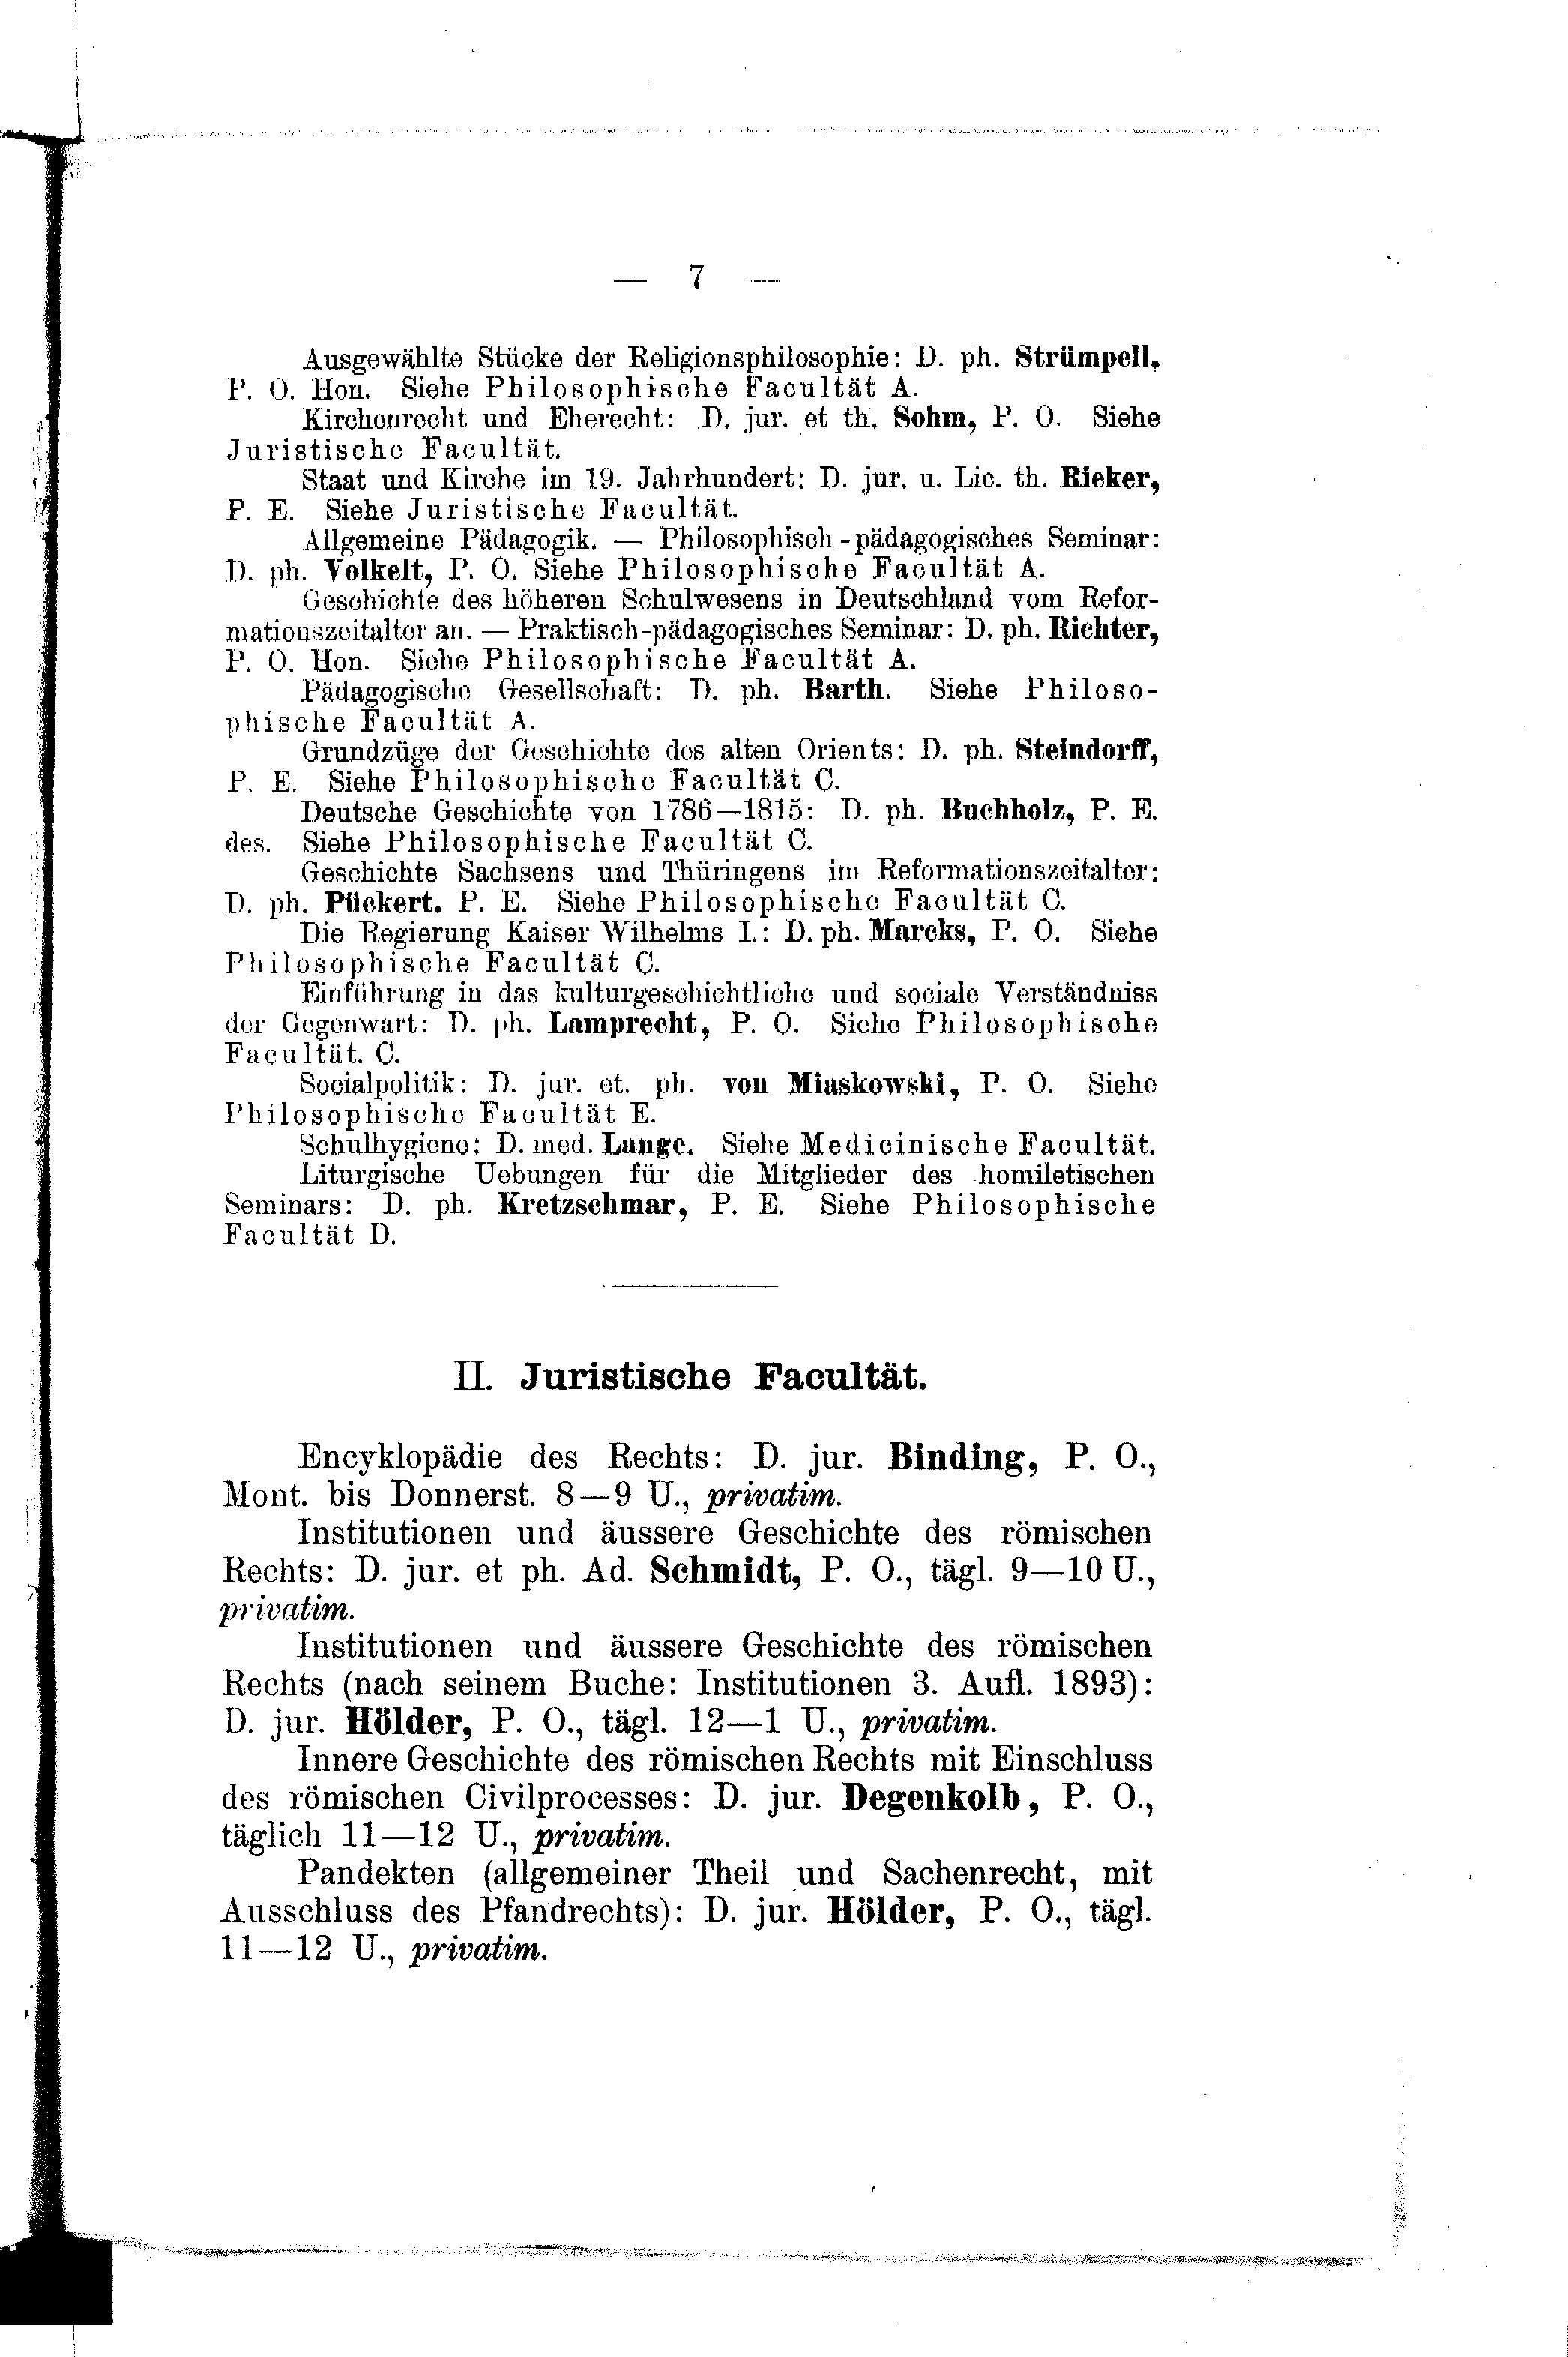 — 7 —
Ausgewählte Stücke der Religionsphilosophie: D. ph. Strümpell,
P. O. Hon. Siehe Philosophische Facultät A.
Kirchenrecht und Eherecht: D. jur. et th. Sohm, P. O. Siehe
Juristische Facultät.
Staat und Kirche im 19. Jahrhundert: D. jur. u. Lic. th. Rieker,
P. E. Siehe Juristische Facultät.
Allgemeine Pädagogik. — Philosophisch-pädagogisches Seminar:
D. ph. Volkelt, P. O. Siehe Philosophische Facultät A.
Geschichte des höheren Schulwesens in Deutschland vom Refor-
mationszeitalter an. — Praktisch-pädagogisches Seminar: D. ph. Richter,
P. O. Hon. Siehe Philosophische Facultät A.
Pädagogische Gesellschaft: D. ph. Barth. Siehe Philoso-
phische Facultät A.
Grundzüge der Geschichte des alten Orients: D. ph. Steindorff,
P. E. Siehe Philosophische Facultät C.
Deutsche Geschichte von 1786—1815: D. ph. Buchholz, P. E.
des. Siehe Philosophische Facultät C.
Geschichte Sachsens und Thüringens im Reformationszeitalter:
D. ph. Pückert. P. E. Siehe Philosophische Facultät C.
Die Regierung Kaiser Wilhelms I.: D. ph. Marcks, P. O. Siehe
Philosophische Facultät C.
Einführung in das kulturgeschichtliche und sociale Verständniss
der Gegenwart: D. ph. Lamprecht, P. O. Siehe Philosophische
Facultät. C.
Socialpolitik: D. jur. et. ph. von Miaskowski, P. O. Siehe
Philosophische Facultät E.
Schulhygiene: D. med. Lange. Siehe Medicinische Facultät.
Liturgische Uebungen für die Mitglieder des homiletischen
Seminars: D. ph. Kretzschmar, P. E. Siehe Philosophische
Facultät D.
II. Juristische Facultät.
Encyklopädie des Rechts: D. jur. Binding, P. O.,
Mont. bis Donnerst. 8—9 U., privatim.
Institutionen und äussere Geschichte des römischen
Rechts: D. jur. et ph. Ad. Schmidt, P. O., tägl. 9—10 U.,
privatim.
Institutionen und äussere Geschichte des römischen
Rechts (nach seinem Buche: Institutionen 3. Aufl. 1893):
D. jur. Hölder, P. O., tägl. 12—1 U., privatim.
Innere Geschichte des römischen Rechts mit Einschluss
des römischen Civilprocesses: D. jur. Degenkolb, P. O.,
täglich 11—12 U., privatim.
Pandekten (allgemeiner Theil und Sachenrecht, mit
Ausschluss des Pfandrechts): D. jur. Hölder, P. O., tägl.
11—12 U., privatim.